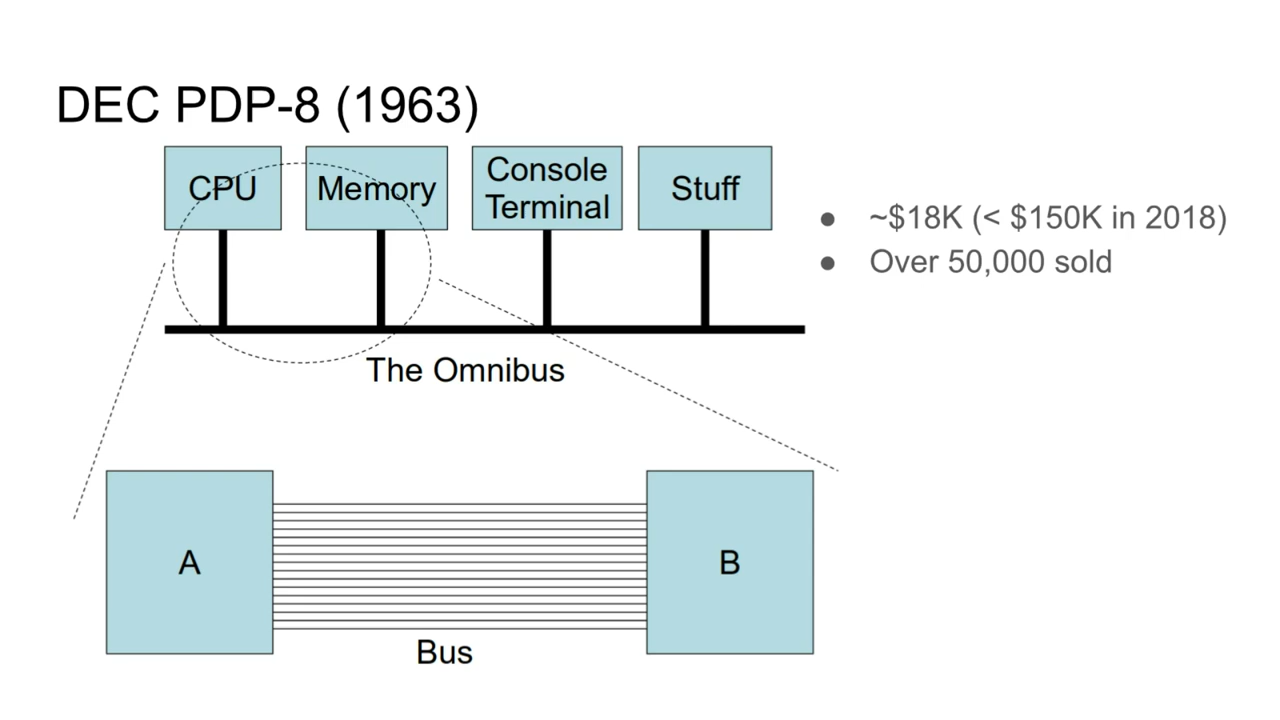 DEC PDP-8 (1963)
CPU
Memory
Console
Terminal
Stuff
● ~$18K (< $150K in 2018)
● Over 50,000 sold
The Omnibus
A
B
Bus